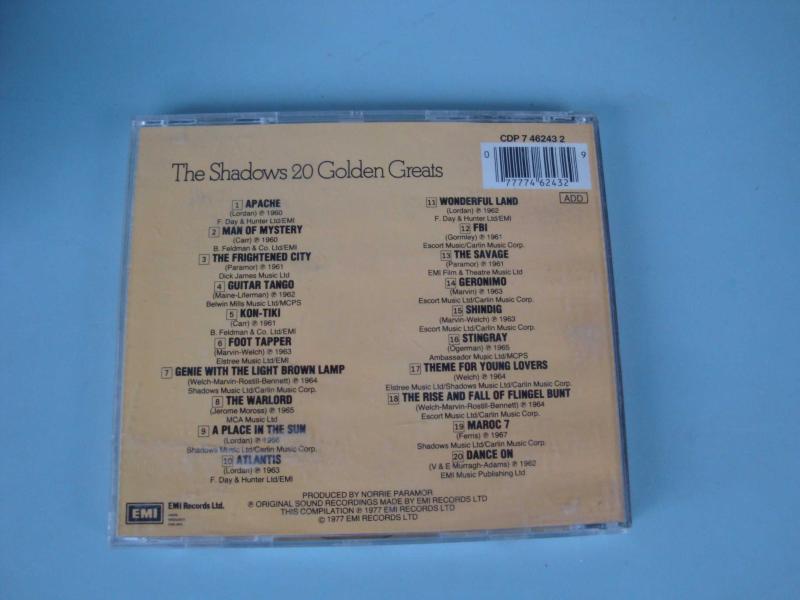 CDP 7 46243 2
0 77774 62432 9
The Shadows 20 Golden Greats
ADD
1 APACHE
(Lordan) ℗ 1960
F. Day & Hunter Ltd/EMI
2 MAN OF MYSTERY
(Carr) ℗ 1960
B. Feldman & Co. Ltd/EMI
3 THE FRIGHTENED CITY
(Paramor) ℗ 1961
Dick James Music Ltd
4 GUITAR TANGO
(Maine-Liferman) ℗ 1962
Belwin Mills Music Ltd/MCPS
5 KON-TIKI
(Carr) ℗ 1961
B. Feldman & Co. Ltd/EMI
6 FOOT TAPPER
(Marvin-Welch) ℗ 1963
Elstree Music Ltd/EMI
7 GENIE WITH THE LIGHT BROWN LAMP
(Welch-Marvin-Rostill-Bennett) ℗ 1964
Shadows Music Ltd/Carlin Music Corp.
8 THE WARLORD
(Jerome Moross) ℗ 1965
MCA Music Ltd
9 A PLACE IN THE SUN
(Lordan) ℗ 1966
Shadows Music Ltd/Carlin Music Corp.
10 ATLANTIS
(Lordan) ℗ 1963
F. Day & Hunter Ltd/EMI
11 WONDERFUL LAND
(Lordan) ℗ 1962
F. Day & Hunter Ltd/EMI
12 FBI
(Gormley) ℗ 1961
Escort Music/Carlin Music Corp.
13 THE SAVAGE
(Paramor) ℗ 1961
EMI Film & Theatre Music Ltd
14 GERONIMO
(Marvin) ℗ 1963
Escort Music Ltd/Carlin Music Corp.
15 SHINDIG
(Marvin-Welch) ℗ 1963
Escort Music Ltd/Carlin Music Corp.
16 STINGRAY
(Ogerman) ℗ 1965
Ambassador Music Ltd/MCPS
17 THEME FOR YOUNG LOVERS
(Welch) ℗ 1964
Elstree Music Ltd/Shadows Music Ltd/Carlin Music Corp.
18 THE RISE AND FALL OF FLINGEL BUNT
(Welch-Marvin-Rostill-Bennett) ℗ 1964
Escort Music Ltd/Carlin Music Corp.
19 MAROC 7
(Ferris) ℗ 1967
Shadows Music Ltd/Carlin Music Corp.
20 DANCE ON
(V & E Murragh-Adams) ℗ 1962
EMI Music Publishing Ltd
PRODUCED BY NORRIE PARAMOR
℗ ORIGINAL SOUND RECORDINGS MADE BY EMI RECORDS LTD
THIS COMPILATION ℗ 1977 EMI RECORDS LTD
© 1977 EMI RECORDS LTD
EMI EMI Records Ltd.